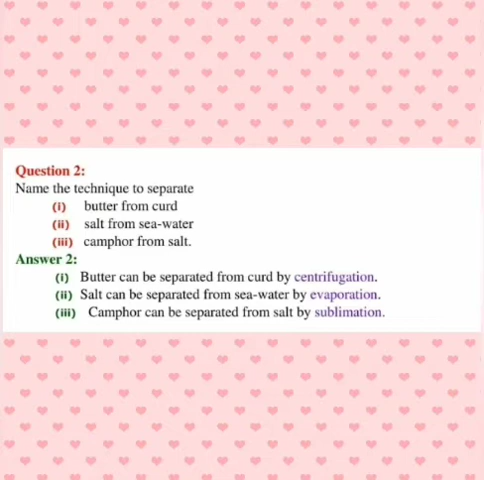 Question 2:
Name the technique to separate
(i) butter from curd
(ii) salt from sea-water
(iii) camphor from salt.
Answer 2:
(i) Butter can be separated from curd by centrifugation.
(ii) Salt can be separated from sea-water by evaporation.
(iii) Camphor can be separated from salt by sublimation.